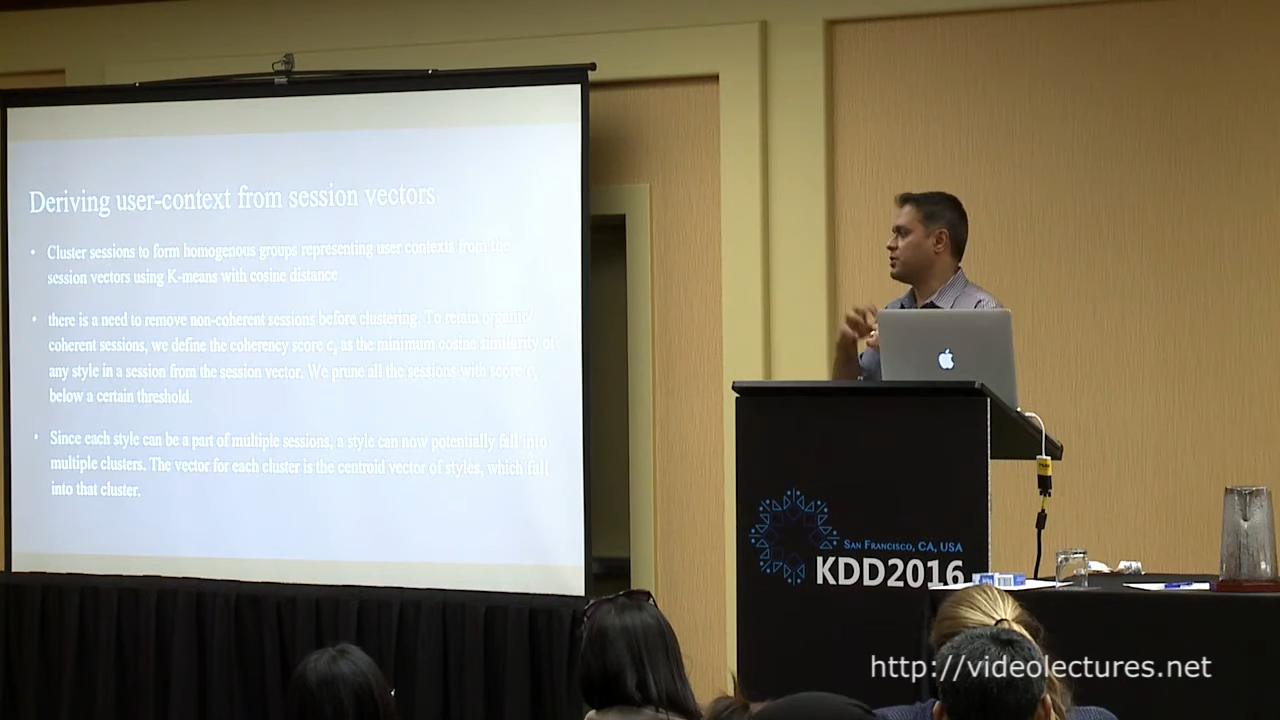 Deriving user-context from session vectors
• Cluster sessions to form homogenous groups representing user contexts from the
session vectors using K-means with cosine distance
• there is a need to remove non-coherent sessions before clustering. To retain organic/
coherent sessions, we define the coherency score c, as the minimum cosine similarity of
any style in a session from the session vector. We prune all the sessions with score c,
below a certain threshold.
• Since each style can be a part of multiple sessions, a style can now potentially fall into
multiple clusters. The vector for each cluster is the centroid vector of styles, which fall
into that cluster.
San Francisco, CA, USA
KDD2016
http://videolectures.net